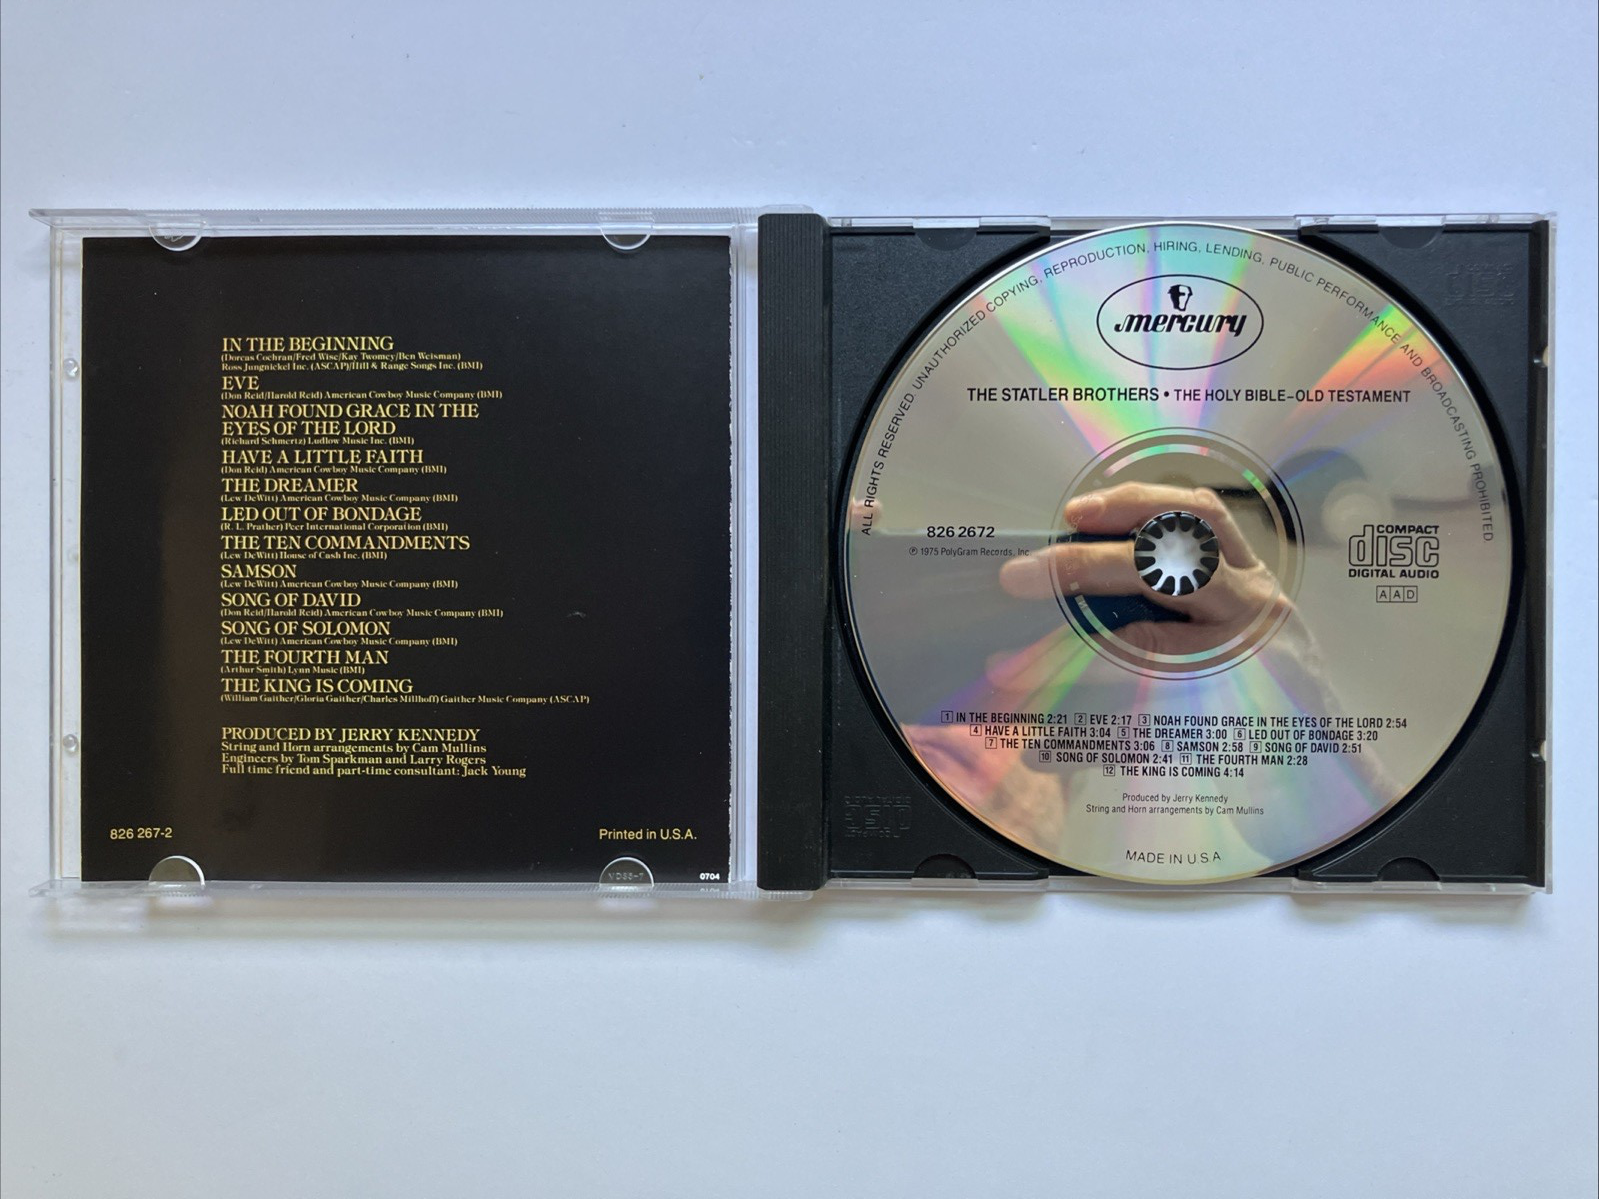 IN THE BEGINNING
(Dorcas Cochran/Fred Wise/Kay Twomey/Ben Weisman)
Ross Jungnickel Inc. (ASCAP)/Hill & Range Songs Inc. (BMI)
EVE
(Don Reid/Harold Reid) American Cowboy Music Company (BMI)
NOAH FOUND GRACE IN THE
EYES OF THE LORD
(Richard Schmertz) Ludlow Music Inc. (BMI)
HAVE A LITTLE FAITH
(Don Reid) American Cowboy Music Company (BMI)
THE DREAMER
(Lew DeWitt) American Cowboy Music Company (BMI)
LED OUT OF BONDAGE
(R. L. Prather) Peer International Corporation (BMI)
THE TEN COMMANDMENTS
(Lew DeWitt) House of Cash Inc. (BMI)
SAMSON
(Lew DeWitt) American Cowboy Music Company (BMI)
SONG OF DAVID
(Don Reid/Harold Reid) American Cowboy Music Company (BMI)
SONG OF SOLOMON
(Lew DeWitt) American Cowboy Music Company (BMI)
THE FOURTH MAN
(Arthur Smith) Lynn Music (BMI)
THE KING IS COMING
(William Gaither/Gloria Gaither/Charles Millhoff) Gaither Music Company (ASCAP)
PRODUCED BY JERRY KENNEDY
String and Horn arrangements by Cam Mullins
Engineers by Tom Sparkman and Larry Rogers
Full time friend and part-time consultant: Jack Young
826 267-2
Printed in U.S.A.
0704
ALL RIGHTS RESERVED. UNAUTHORIZED COPYING, REPRODUCTION, HIRING, LENDING, PUBLIC PERFORMANCE AND BROADCASTING PROHIBITED.
mercury
THE STATLER BROTHERS • THE HOLY BIBLE-OLD TESTAMENT
826 2672
℗ 1975 PolyGram Records, Inc.
COMPACT
disc
DIGITAL AUDIO
AAD
1 IN THE BEGINNING 2:21 2 EVE 2:17 3 NOAH FOUND GRACE IN THE EYES OF THE LORD 2:54
4 HAVE A LITTLE FAITH 3:04 5 THE DREAMER 3:00 6 LED OUT OF BONDAGE 3:20
7 THE TEN COMMANDMENTS 3:06 8 SAMSON 2:58 9 SONG OF DAVID 2:51
10 SONG OF SOLOMON 2:41 11 THE FOURTH MAN 2:28
12 THE KING IS COMING 4:14
Produced by Jerry Kennedy
String and Horn arrangements by Cam Mullins
MADE IN U.S.A